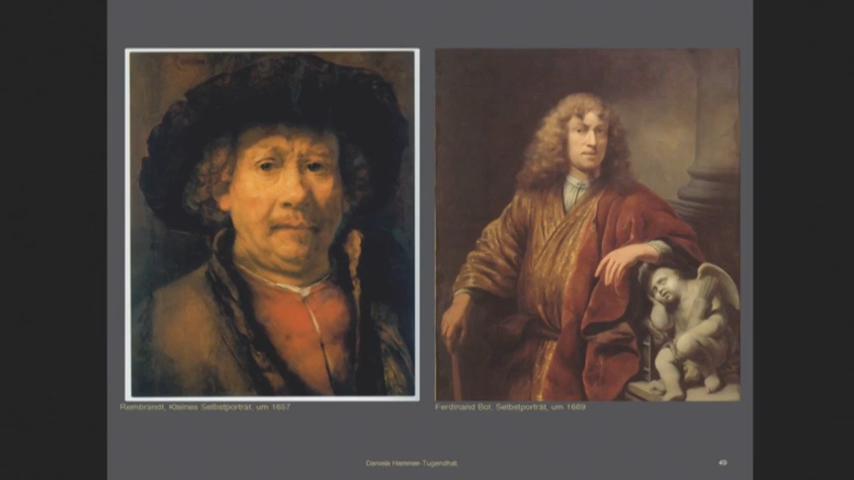 Rembrandt, Kleines Selbstporträt, um 1657
Ferdinand Bol, Selbstporträt, um 1669
Daniela Hammer-Tugendhat
49